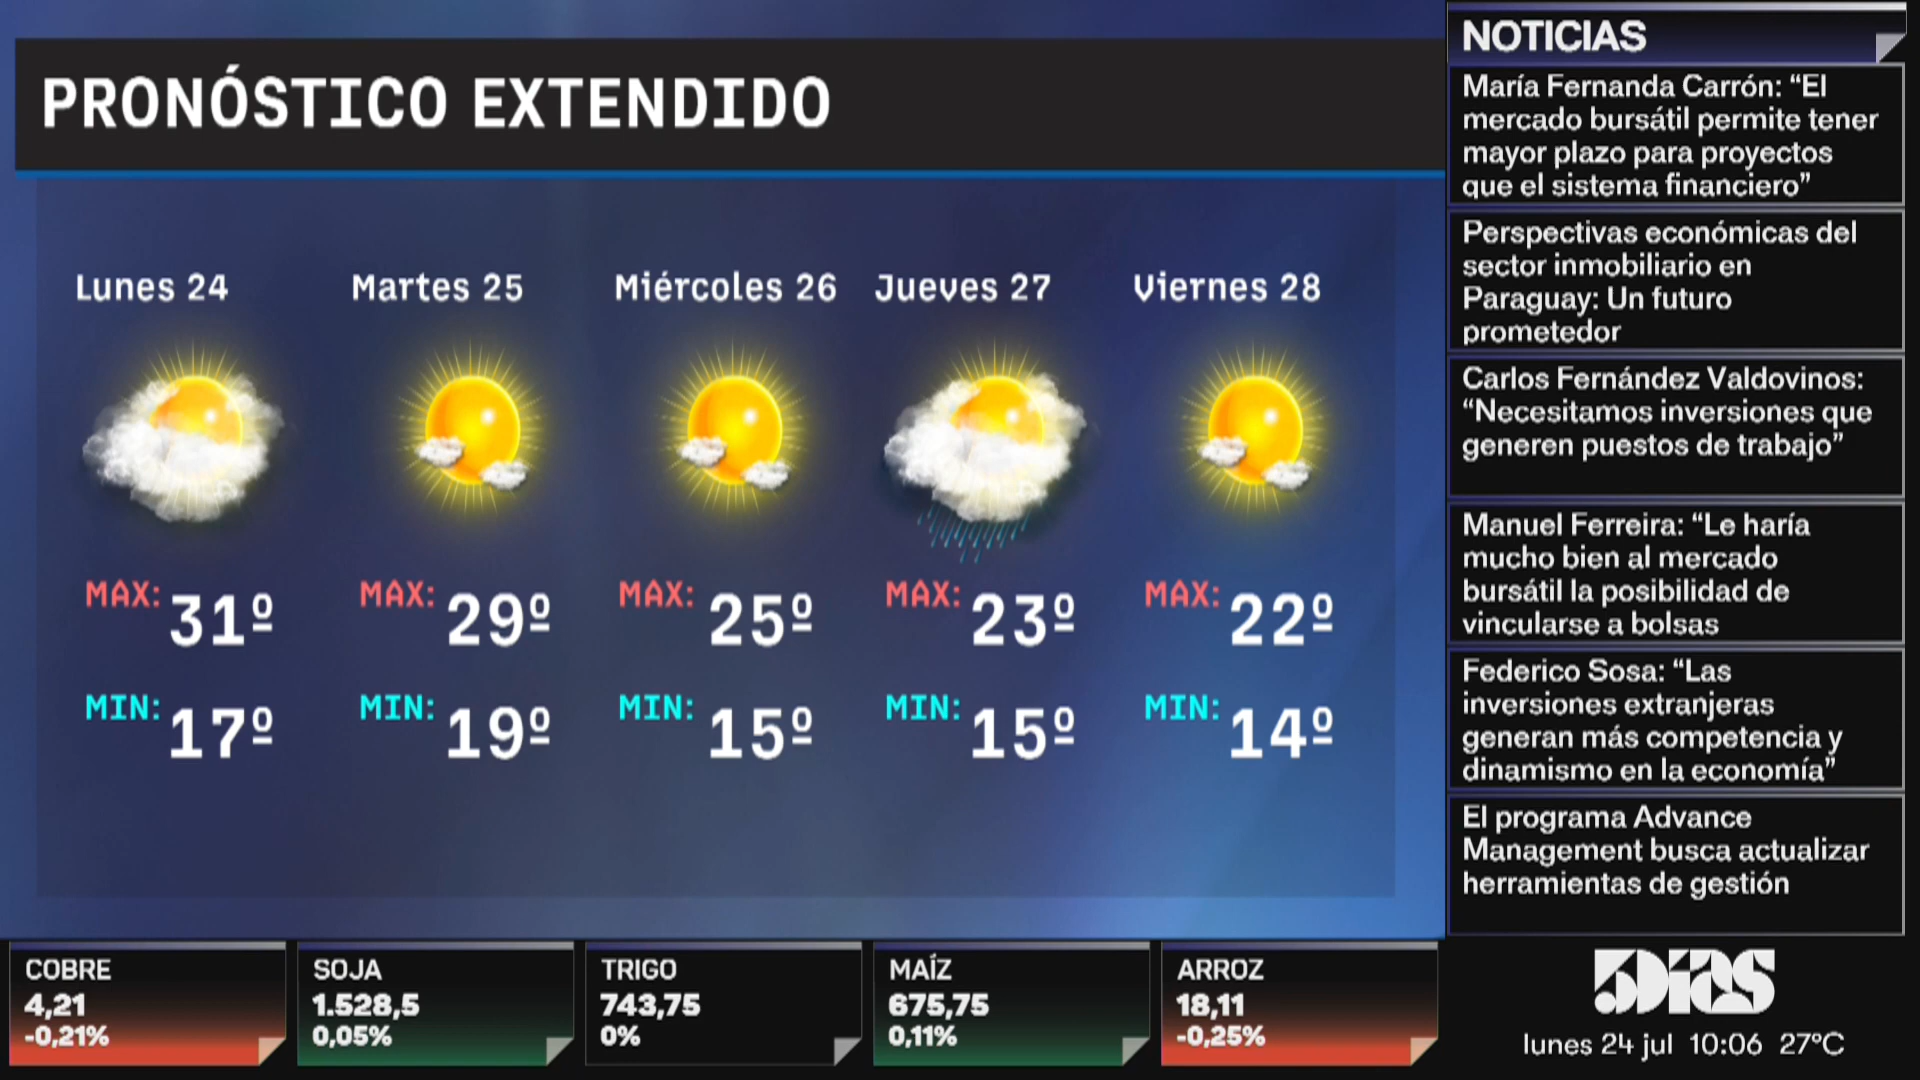 PRONÓSTICO EXTENDIDO
Lunes 24
Martes 25
Miércoles 26
Jueves 27
Viernes 28
MAX: 31º
MAX: 29º
MAX: 25º
MAX: 23º
MAX: 22º
MIN: 17º
MIN: 19º
MIN: 15º
MIN: 15º
MIN: 14º
NOTICIAS
María Fernanda Carrón: “El
mercado bursátil permite tener
mayor plazo para proyectos
que el sistema financiero”
Perspectivas económicas del
sector inmobiliario en
Paraguay: Un futuro
prometedor
Carlos Fernández Valdovinos:
“Necesitamos inversiones que
generen puestos de trabajo”
Manuel Ferreira: “Le haría
mucho bien al mercado
bursátil la posibilidad de
vincularse a bolsas
Federico Sosa: “Las
inversiones extranjeras
generan más competencia y
dinamismo en la economía”
El programa Advance
Management busca actualizar
herramientas de gestión
COBRE
4,21
-0,21%
SOJA
1.528,5
0,05%
TRIGO
743,75
0%
MAÍZ
675,75
0,11%
ARROZ
18,11
-0,25%
5Días
lunes 24 jul 10:06 27°C